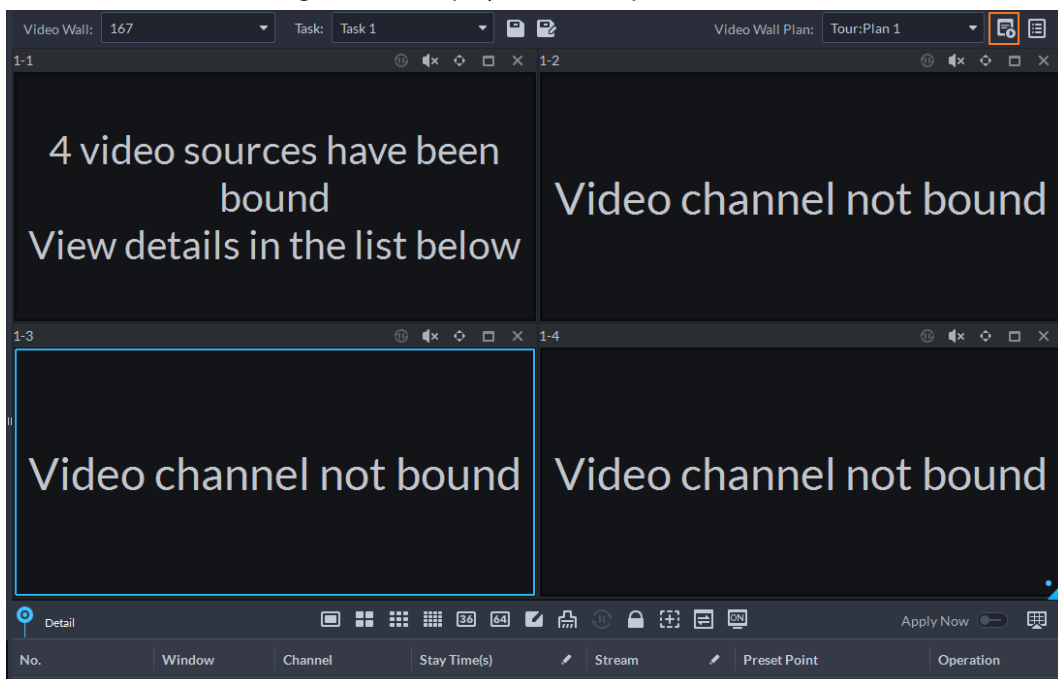 Video Wall: 167 Task: Task 1 Video Wall Plan: Tour:Plan 1
1-1 1-2
4 video sources have been
bound
View details in the list below
Video channel not bound
1-3 1-4
Video channel not bound
Video channel not bound
Detail 36 64 ON Apply Now
No. Window Channel Stay Time(s) Stream Preset Point Operation